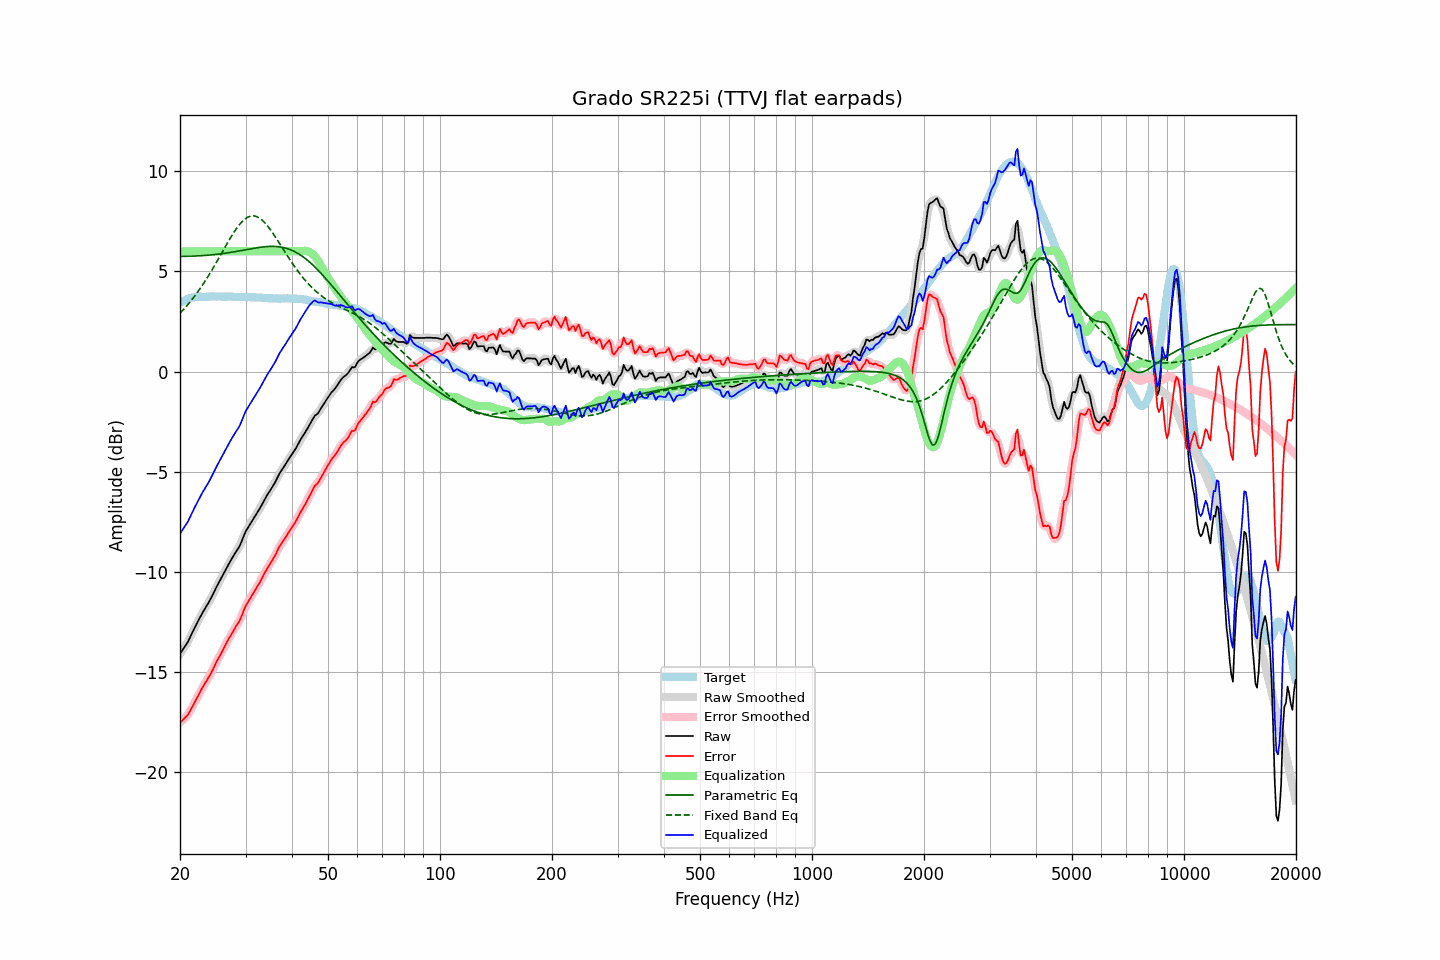 Grado SR225i (TTVJ flat earpads)
Amplitude (dBr)
10
5
0
−5
−10
−15
−20
Target
Raw Smoothed
Error Smoothed
Raw
Error
Equalization
Parametric Eq
Fixed Band Eq
Equalized
20 50 100 200 500 1000 2000 5000 10000 20000
Frequency (Hz)